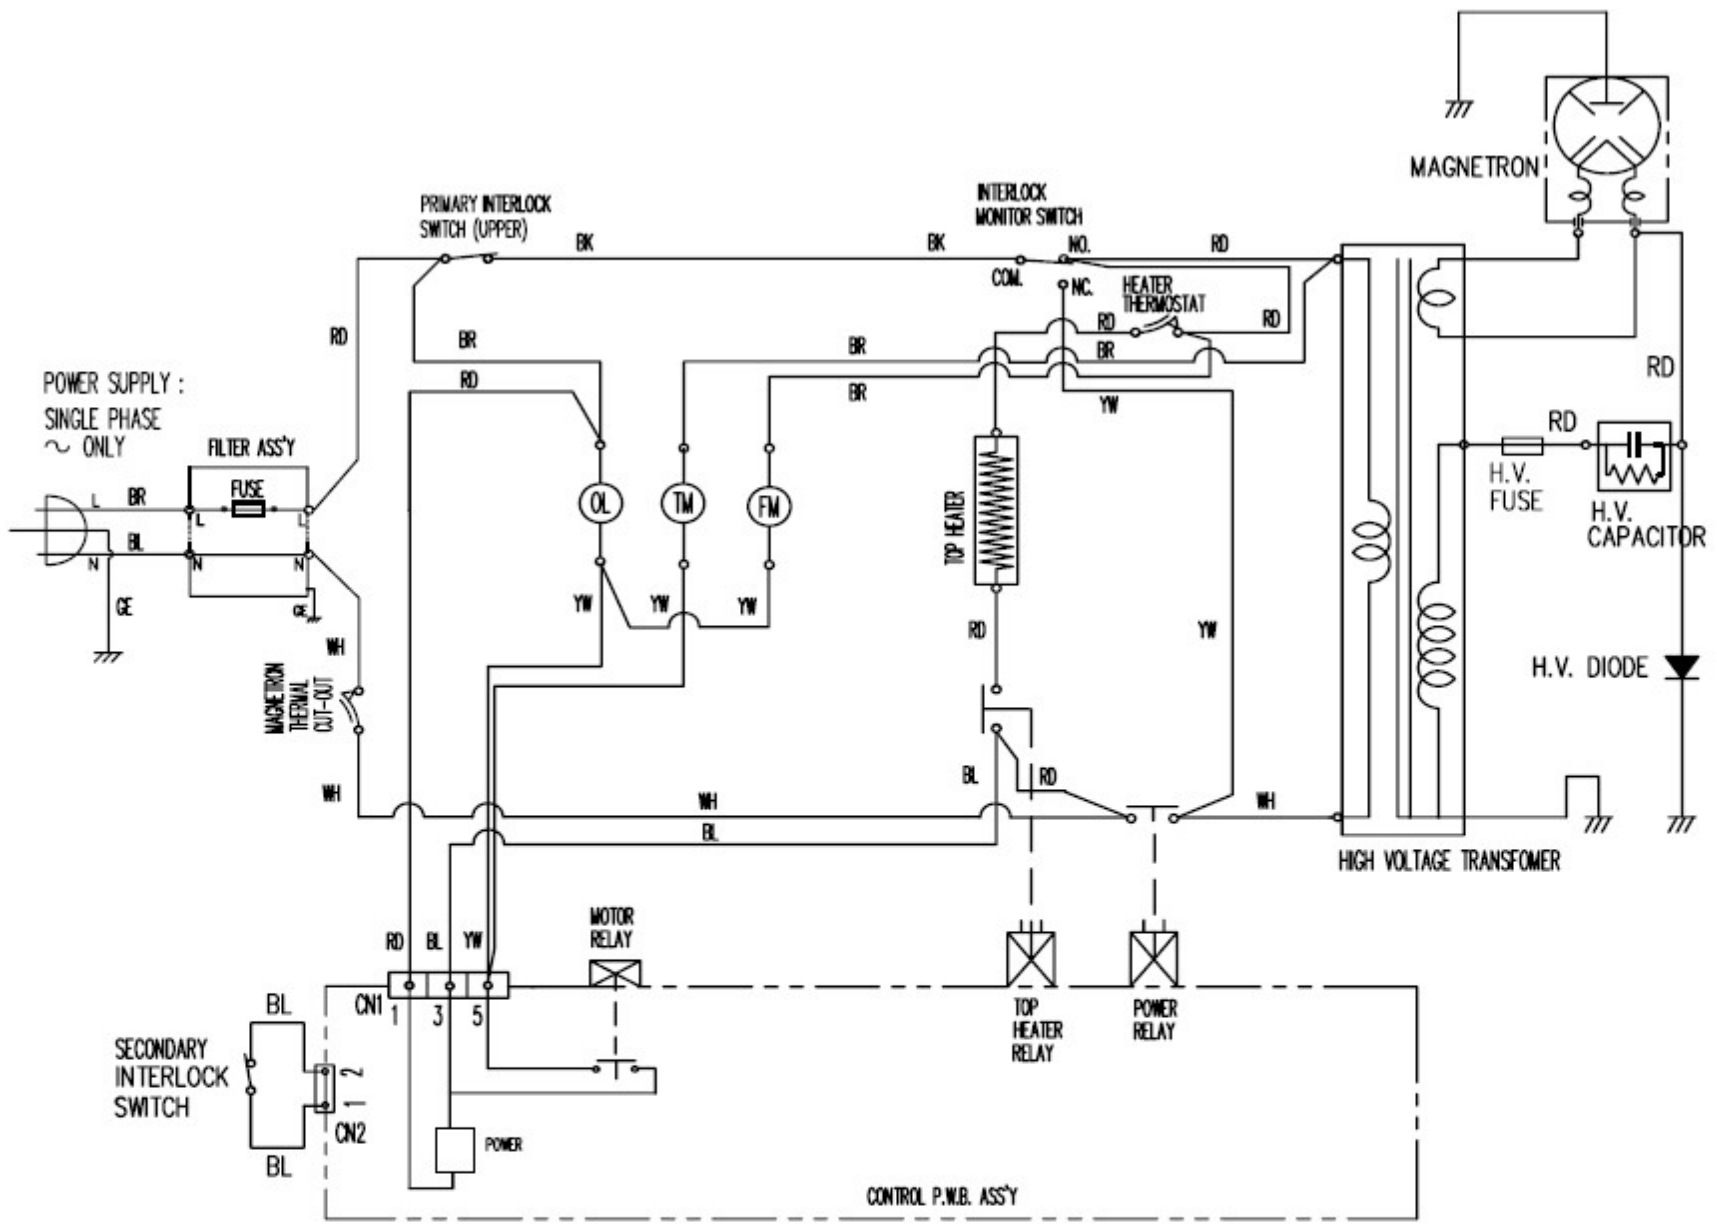 MAGNETRON
PRIMARY INTERLOCK
SWITCH (UPPER)
INTERLOCK
MONITOR SWITCH
BK
BK
NO.
RD
COM.
NC.
HEATER
THERMOSTAT
RD
RD
RD
BR
BR
BR
RD
BR
YW
RD
POWER SUPPLY :
SINGLE PHASE
~ ONLY
FILTER ASS'Y
FUSE
L
BR
L
L
BL
N
N
N
GE
GE
OL
TM
FM
TOP HEATER
RD
H.V.
FUSE
H.V.
CAPACITOR
YW
YW
YW
RD
YW
WH
MAGNETRON
THERMAL
CUT-OUT
H.V. DIODE
WH
WH
BL
RD
WH
BL
HIGH VOLTAGE TRANSFOMER
RD
BL
YW
MOTOR
RELAY
CN1
1
3
5
TOP
HEATER
RELAY
POWER
RELAY
BL
SECONDARY
INTERLOCK
SWITCH
2
1
CN2
BL
POWER
CONTROL P.W.B. ASS'Y